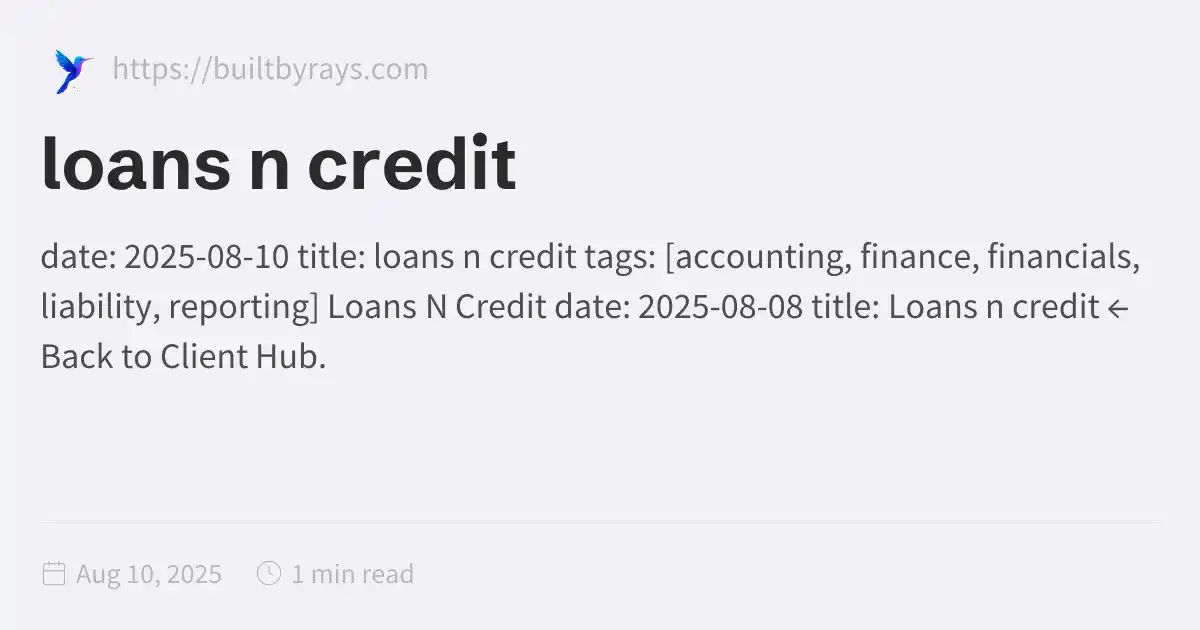 https://builtbyrays.com
loans n credit
date: 2025-08-10 title: loans n credit tags: [accounting, finance, financials,
liability, reporting] Loans N Credit date: 2025-08-08 title: Loans n credit ←
Back to Client Hub.
Aug 10, 2025 1 min read